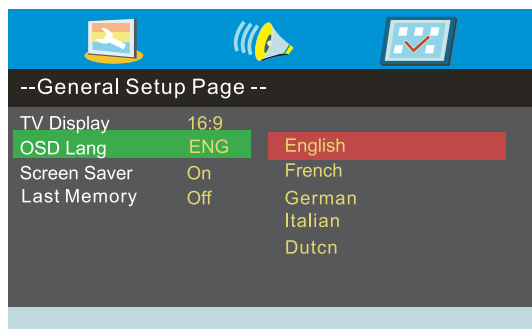 --General Setup Page --
TV Display 16:9
OSD Lang ENG English
Screen Saver On French
Last Memory Off German
Italian
Dutcn